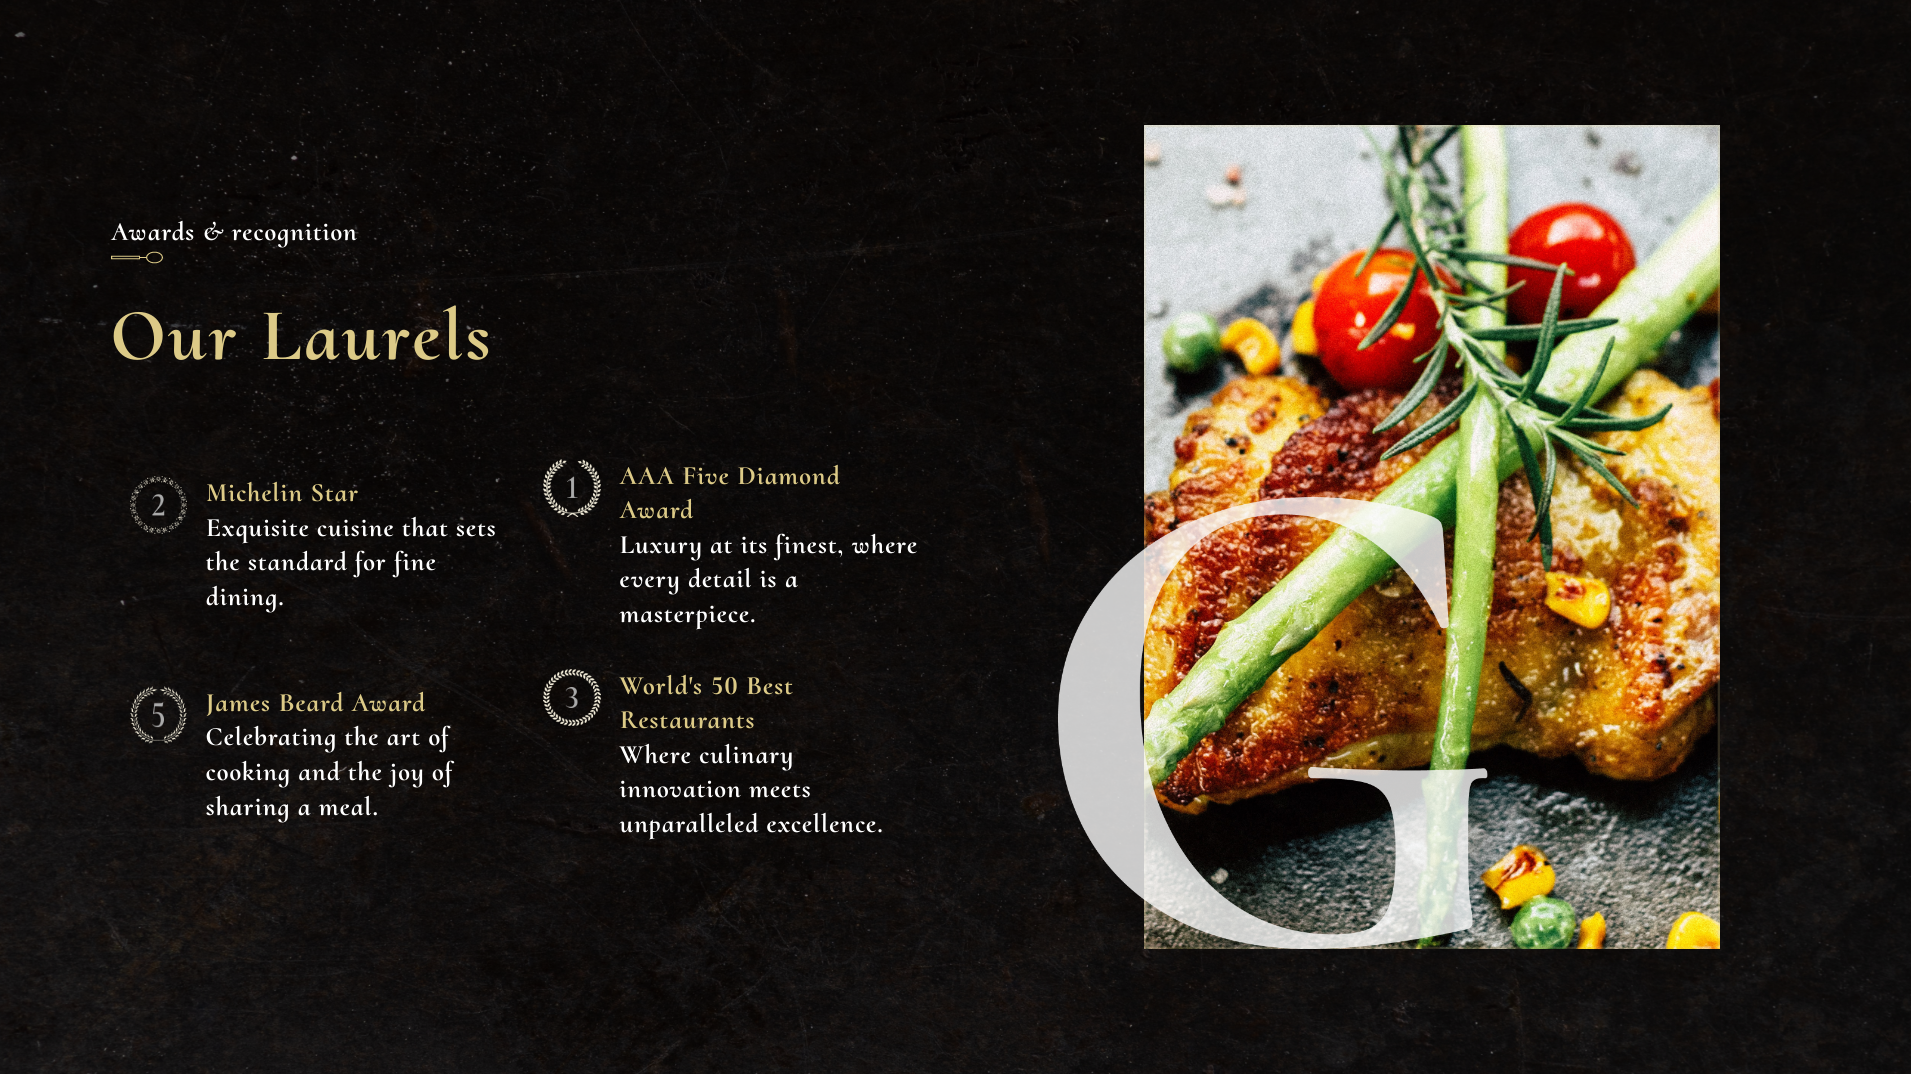 Awards & recognition
Our Laurels
2
Michelin Star
Exquisite cuisine that sets
the standard for fine
dining.
1
AAA Five Diamond
Award
Luxury at its finest, where
every detail is a
masterpiece.
5
James Beard Award
Celebrating the art of
cooking and the joy of
sharing a meal.
3
World's 50 Best
Restaurants
Where culinary
innovation meets
unparalleled excellence.
G